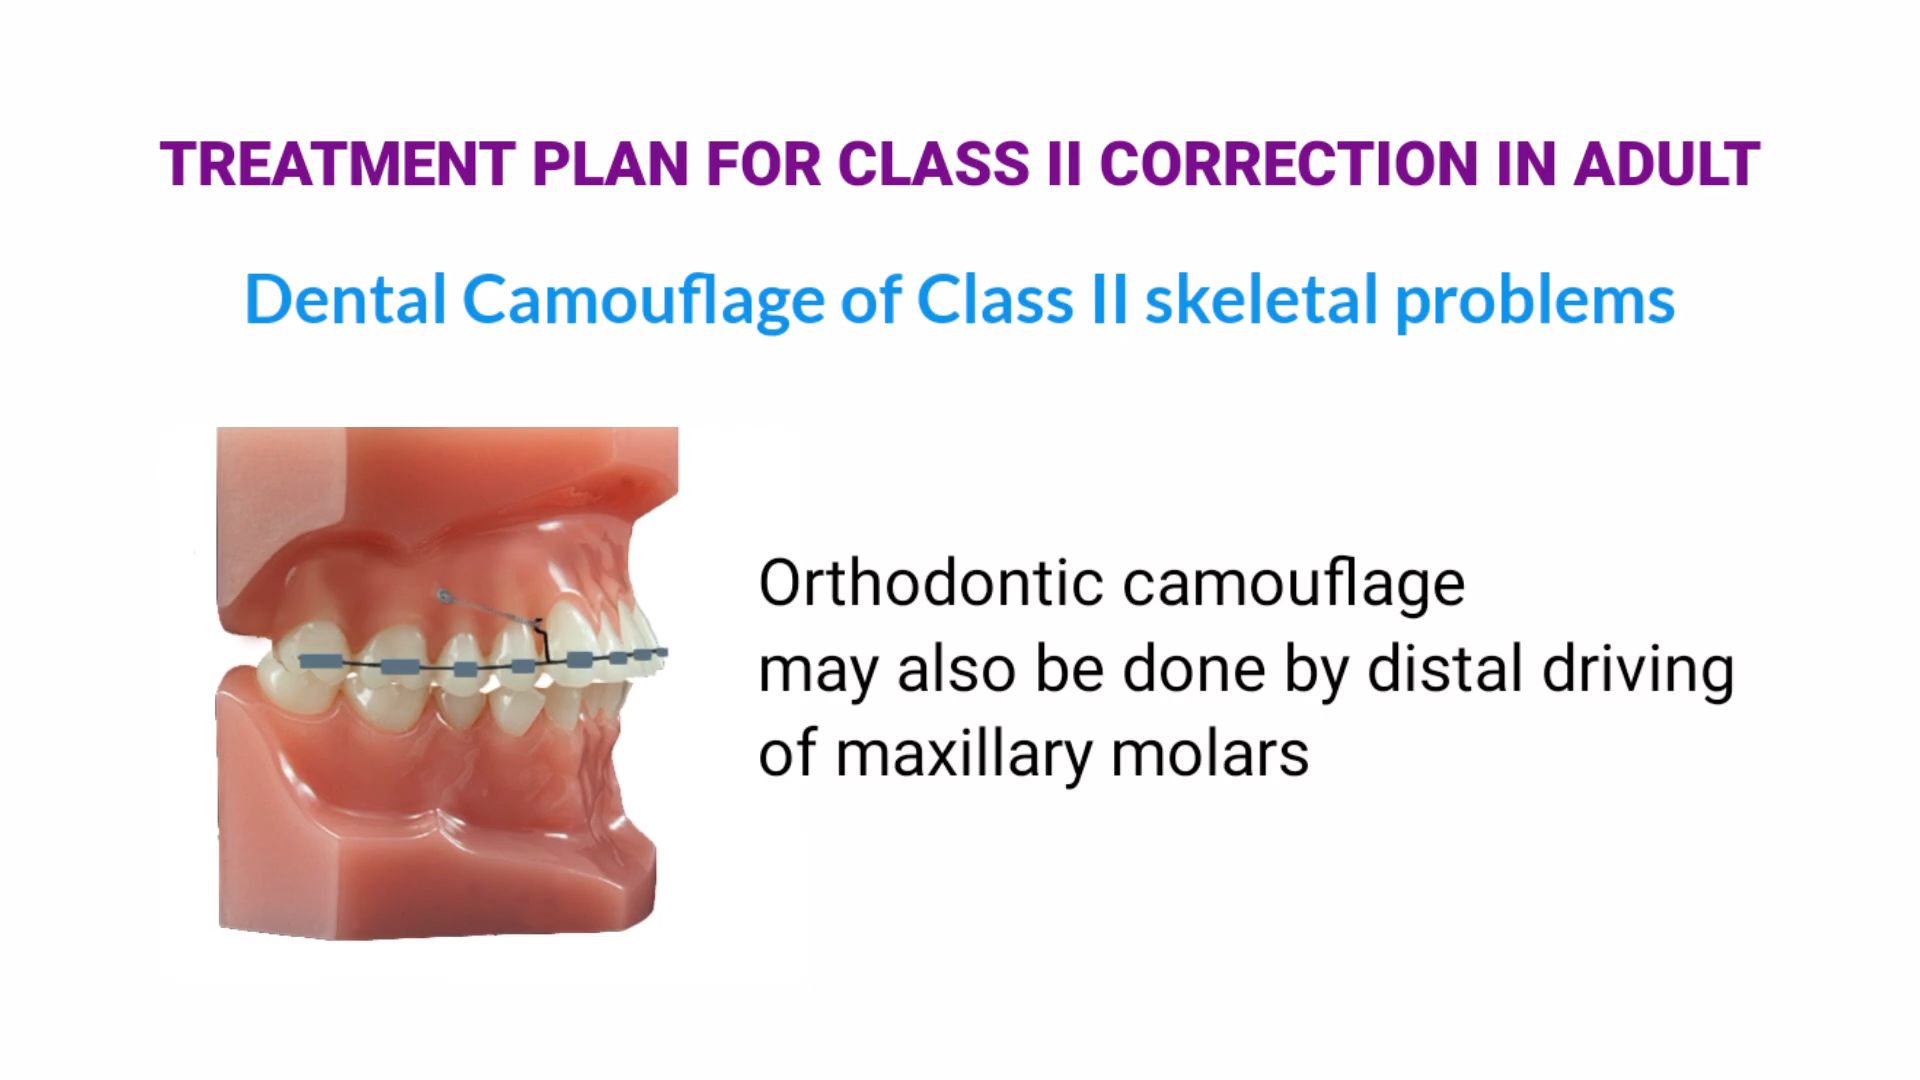 TREATMENT PLAN FOR CLASS II CORRECTION IN ADULT
Dental Camouflage of Class II skeletal problems
Orthodontic camouflage
may also be done by distal driving
of maxillary molars